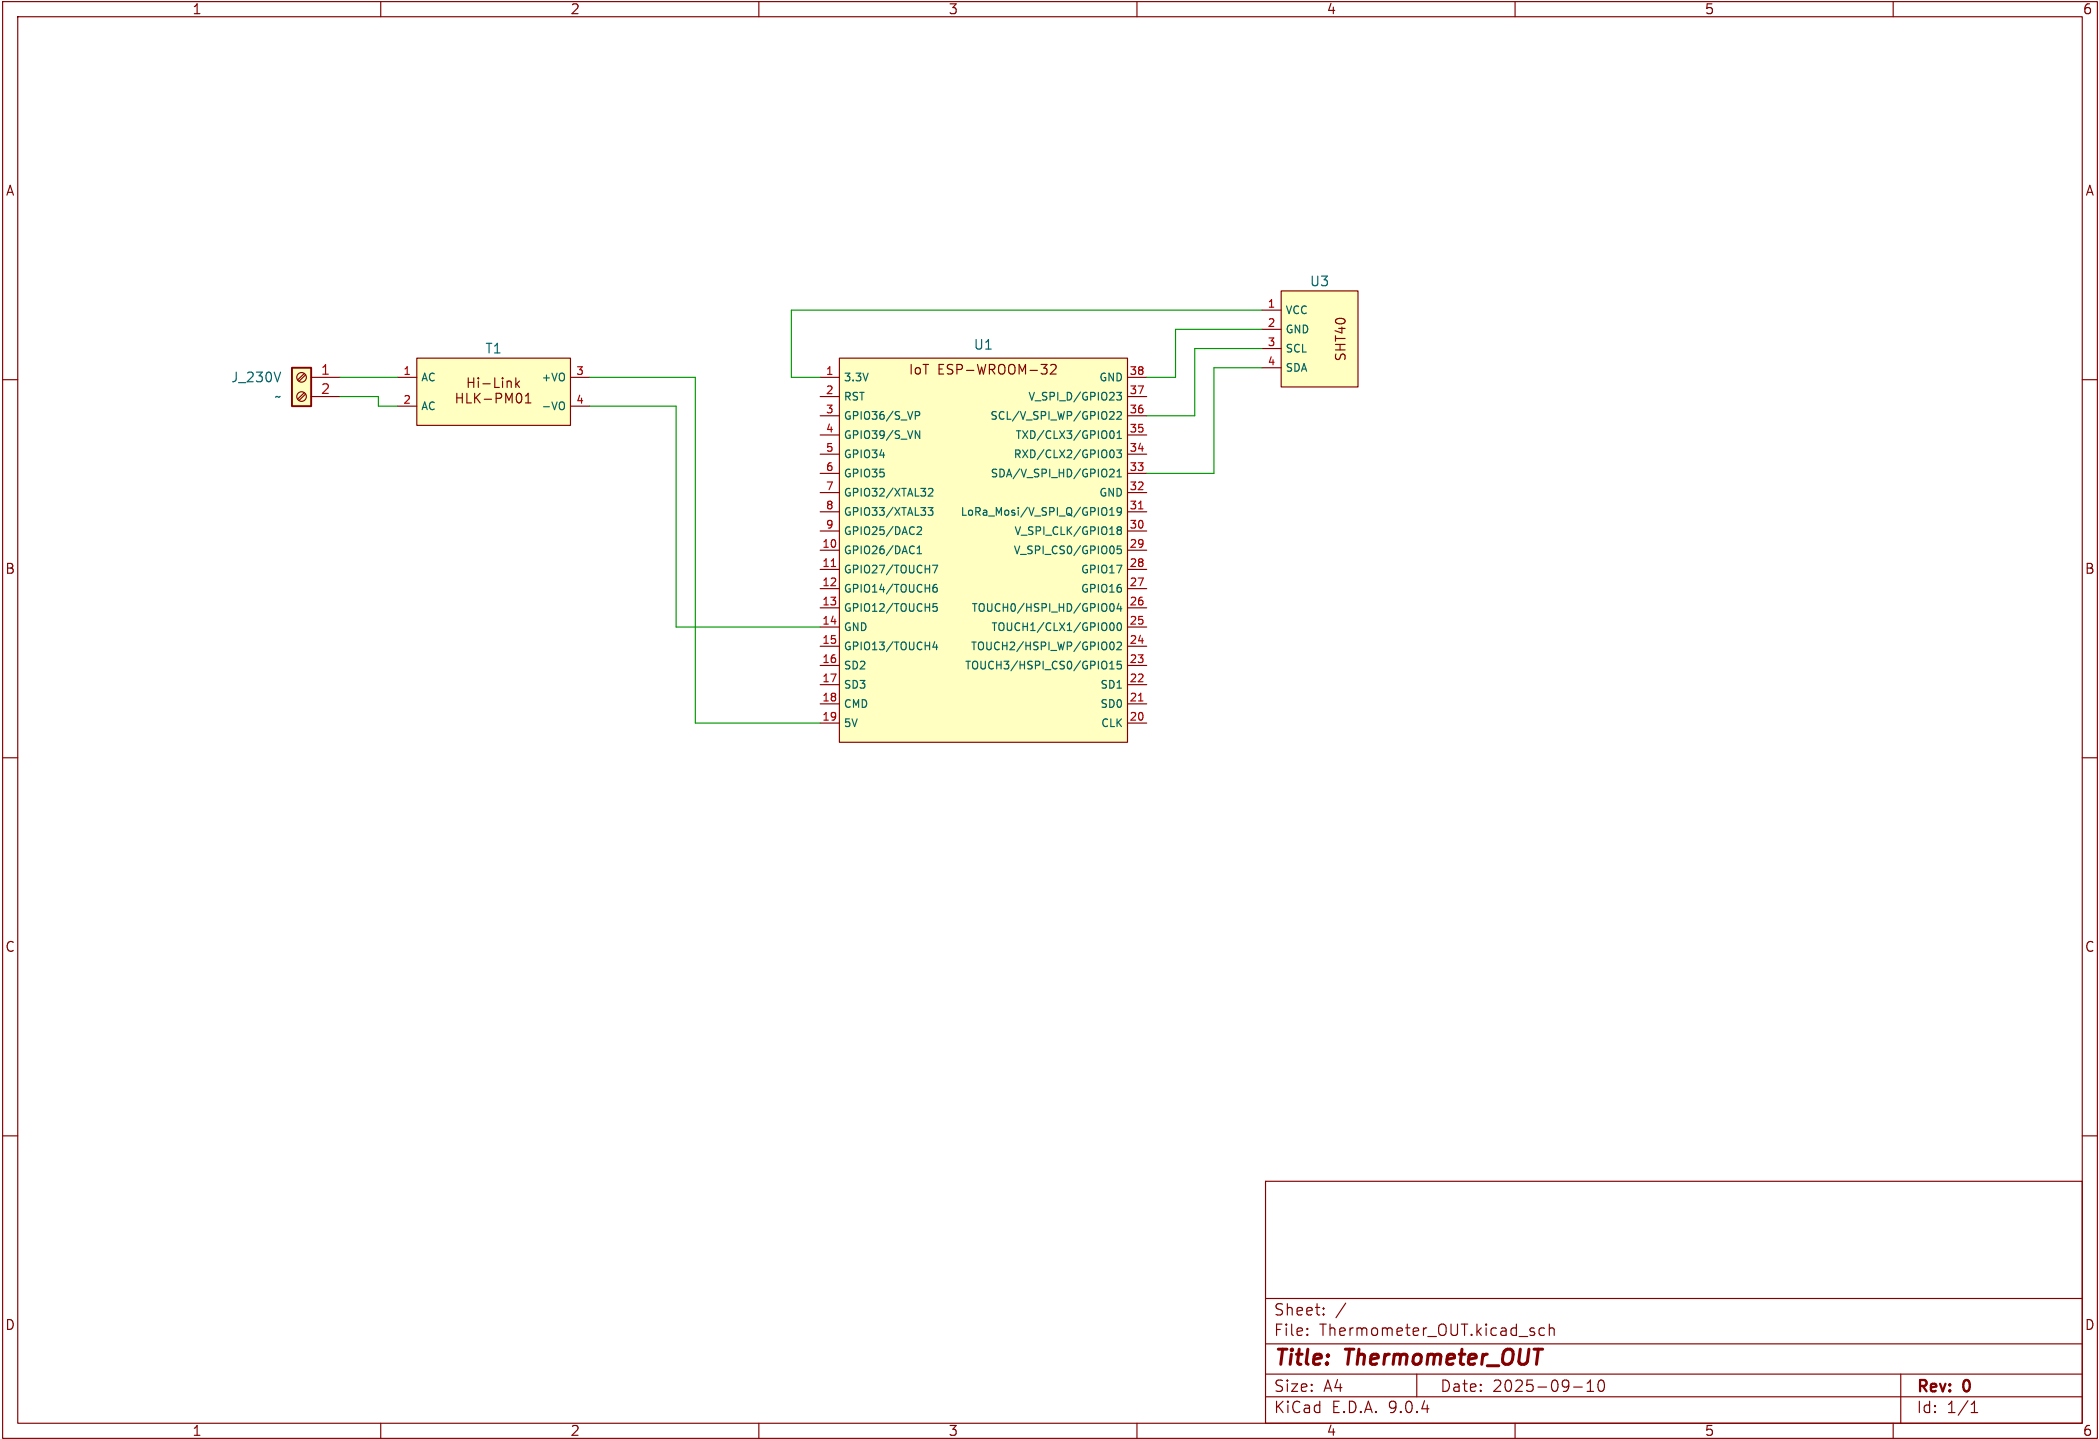 1 2 3 4 5 6
A A
U3
1 VCC
2 GND
3 SCL
4 SDA
SHT40
J_230V 1
~ 2
T1
1 AC Hi-Link +VO 3
2 AC HLK-PM01 -VO 4
U1
IoT ESP-WROOM-32
1 3.3V GND 38
2 RST V_SPI_D/GPIO23 37
3 GPIO36/S_VP SCL/V_SPI_WP/GPIO22 36
4 GPIO39/S_VN TXD/CLX3/GPIO01 35
5 GPIO34 RXD/CLX2/GPIO03 34
6 GPIO35 SDA/V_SPI_HD/GPIO21 33
7 GPIO32/XTAL32 GND 32
8 GPIO33/XTAL33 LoRa_Mosi/V_SPI_Q/GPIO19 31
9 GPIO25/DAC2 V_SPI_CLK/GPIO18 30
10 GPIO26/DAC1 V_SPI_CS0/GPIO05 29
11 GPIO27/TOUCH7 GPIO17 28
12 GPIO14/TOUCH6 GPIO16 27
13 GPIO12/TOUCH5 TOUCH0/HSPI_HD/GPIO04 26
14 GND TOUCH1/CLX1/GPIO00 25
15 GPIO13/TOUCH4 TOUCH2/HSPI_WP/GPIO02 24
16 SD2 TOUCH3/HSPI_CS0/GPIO15 23
17 SD3 SD1 22
18 CMD SD0 21
19 5V CLK 20
B B
C C
D D
Sheet: /
File: Thermometer_OUT.kicad_sch
Title: Thermometer_OUT
Size: A4 Date: 2025-09-10 Rev: 0
KiCad E.D.A. 9.0.4 Id: 1/1
1 2 3 4 5 6